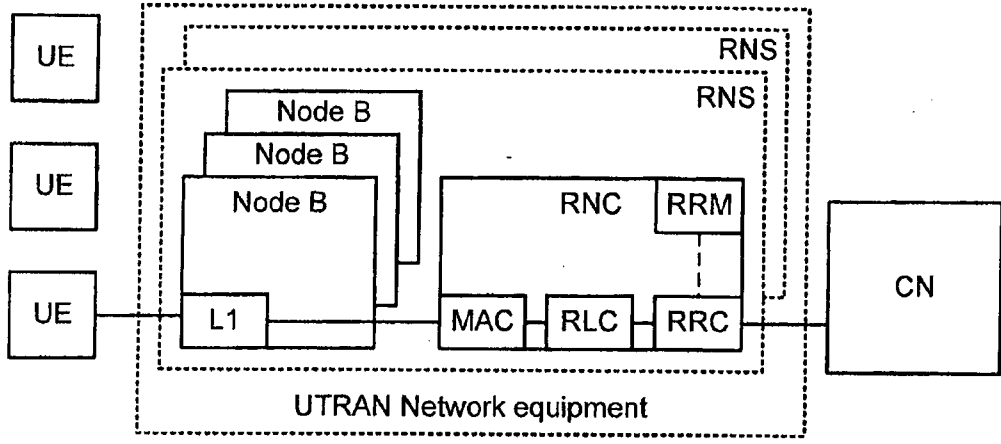 UE
RNS
RNS
Node B
Node B
Node B
UE
RNC
RRM
UE
L1
MAC
RLC
RRC
CN
UTRAN Network equipment